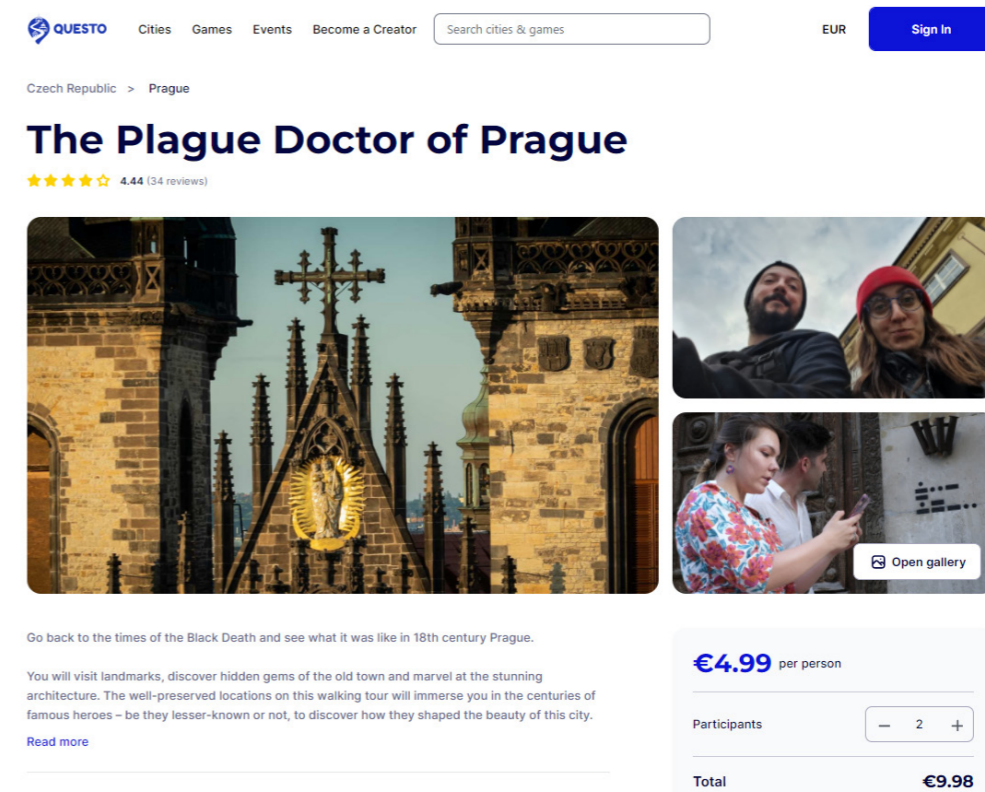 QUESTO Cities Games Events Become a Creator Search cities & games EUR Sign In
Czech Republic > Prague
The Plague Doctor of Prague
4.44 (34 reviews)
Open gallery
Go back to the times of the Black Death and see what it was like in 18th century Prague.
You will visit landmarks, discover hidden gems of the old town and marvel at the stunning
architecture. The well-preserved locations on this walking tour will immerse you in the centuries of
famous heroes – be they lesser-known or not, to discover how they shaped the beauty of this city.
Read more
€4.99 per person
Participants − 2 +
Total €9.98